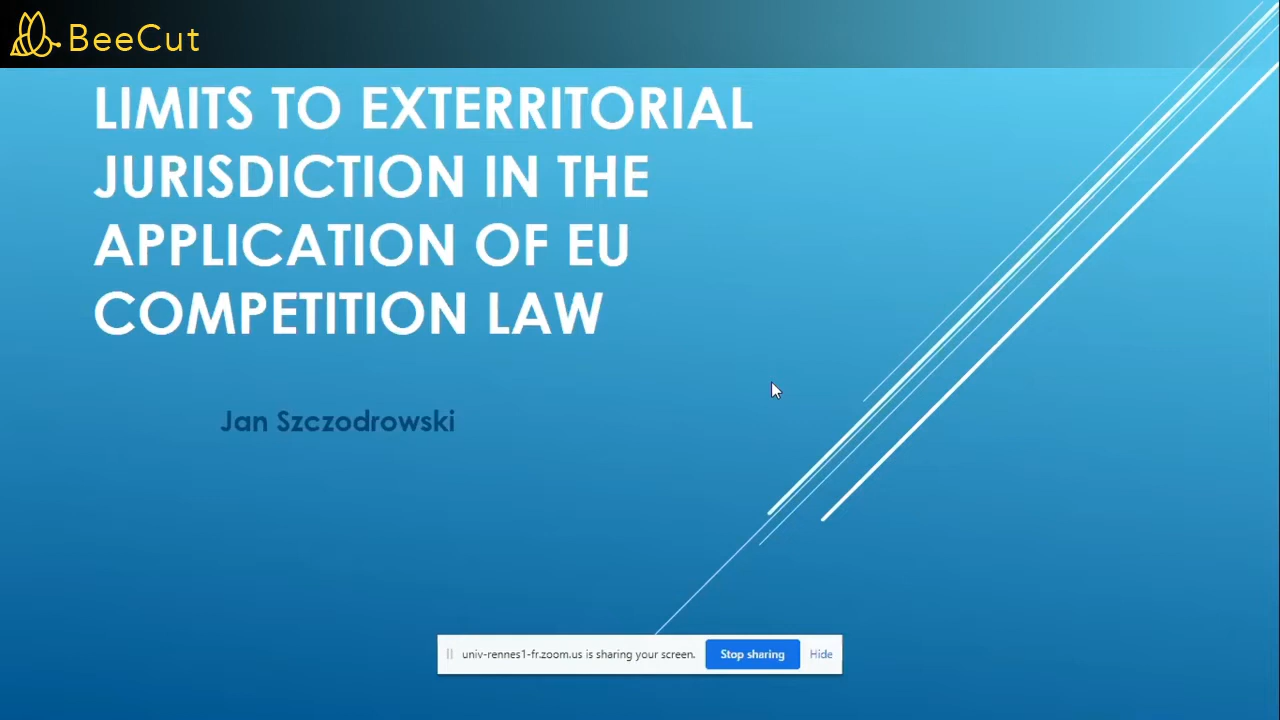 BeeCut
LIMITS TO EXTERRITORIAL
JURISDICTION IN THE
APPLICATION OF EU
COMPETITION LAW
Jan Szczodrowski
univ-rennes1-fr.zoom.us is sharing your screen.
Stop sharing
Hide